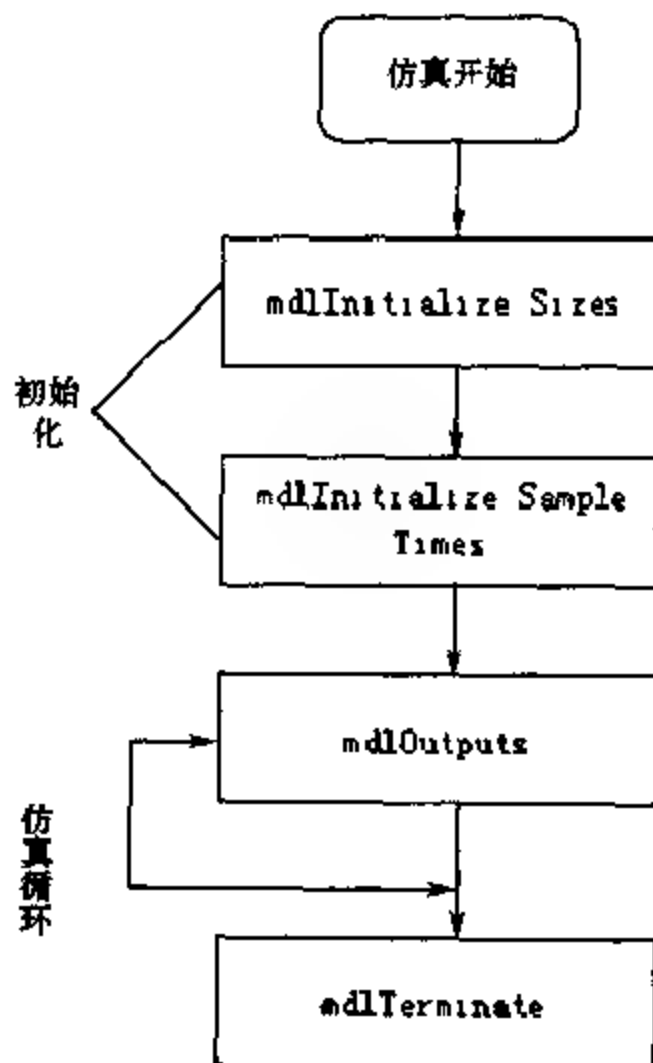 仿真开始
mdlInitialize Sizes
初始
化
mdlInitialize Sample
Times
mdlOutputs
仿
真
循
环
mdlTerminate